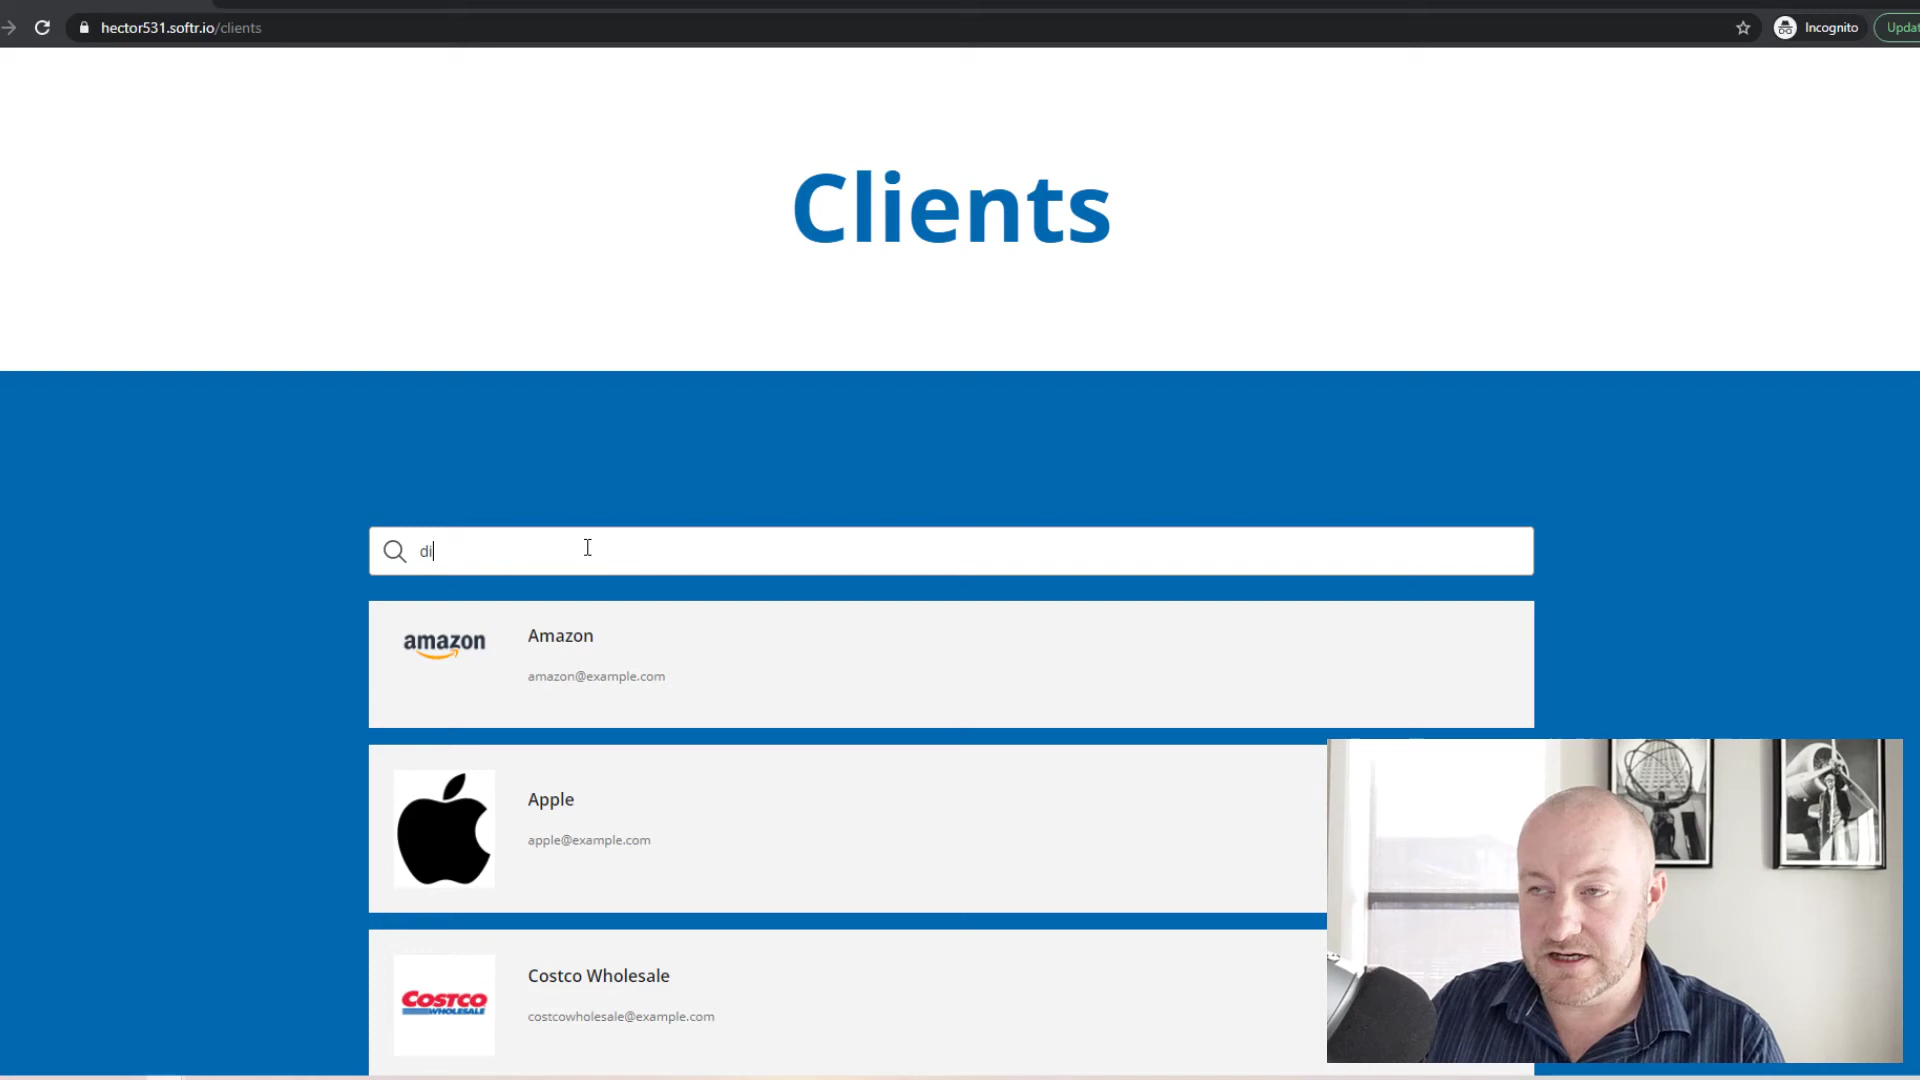 hector531.softr.io/clients
Incognito
Updat
Clients
di
amazon
Amazon
amazon@example.com
Apple
apple@example.com
COSTCO
WHOLESALE
Costco Wholesale
costcowholesale@example.com